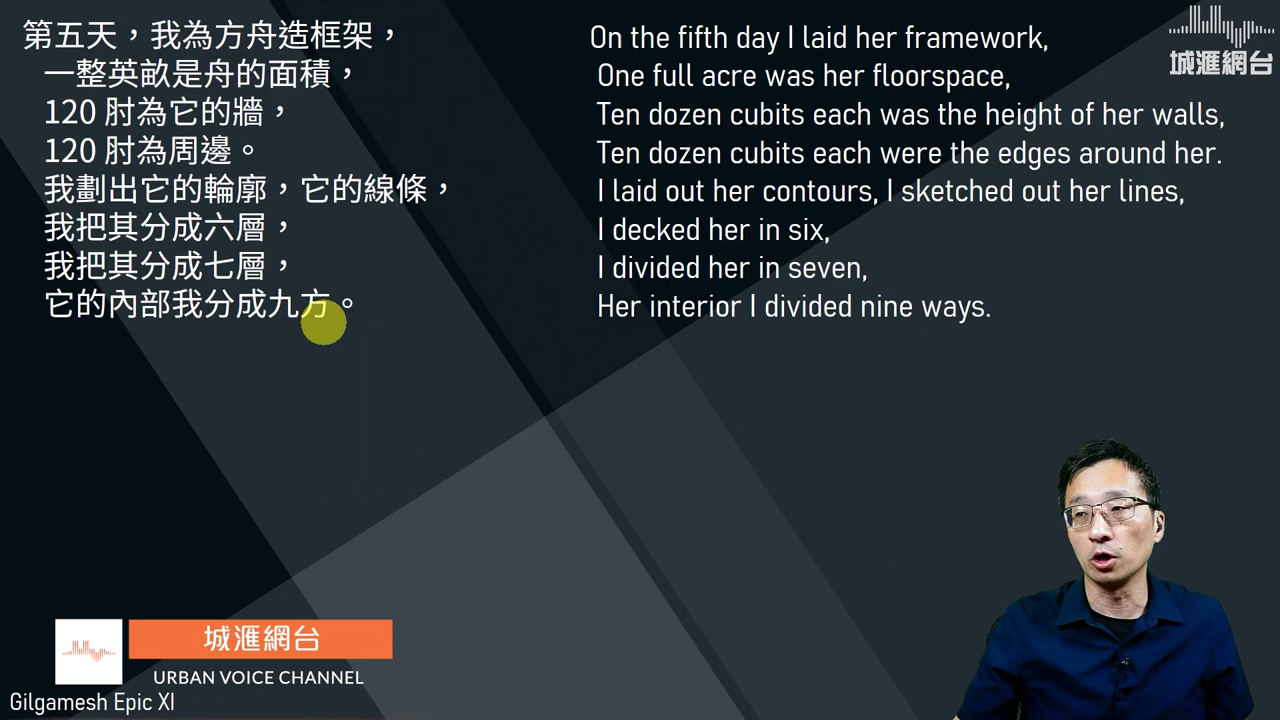 第五天，我為方舟造框架，
一整英畝是舟的面積，
120 肘為它的牆，
120 肘為周邊。
我劃出它的輪廓，它的線條，
我把其分成六層，
我把其分成七層，
它的內部我分成九方。
On the fifth day I laid her framework,
One full acre was her floorspace,
Ten dozen cubits each was the height of her walls,
Ten dozen cubits each were the edges around her.
I laid out her contours, I sketched out her lines,
I decked her in six,
I divided her in seven,
Her interior I divided nine ways.
城滙網台
城滙網台
URBAN VOICE CHANNEL
Gilgamesh Epic XI